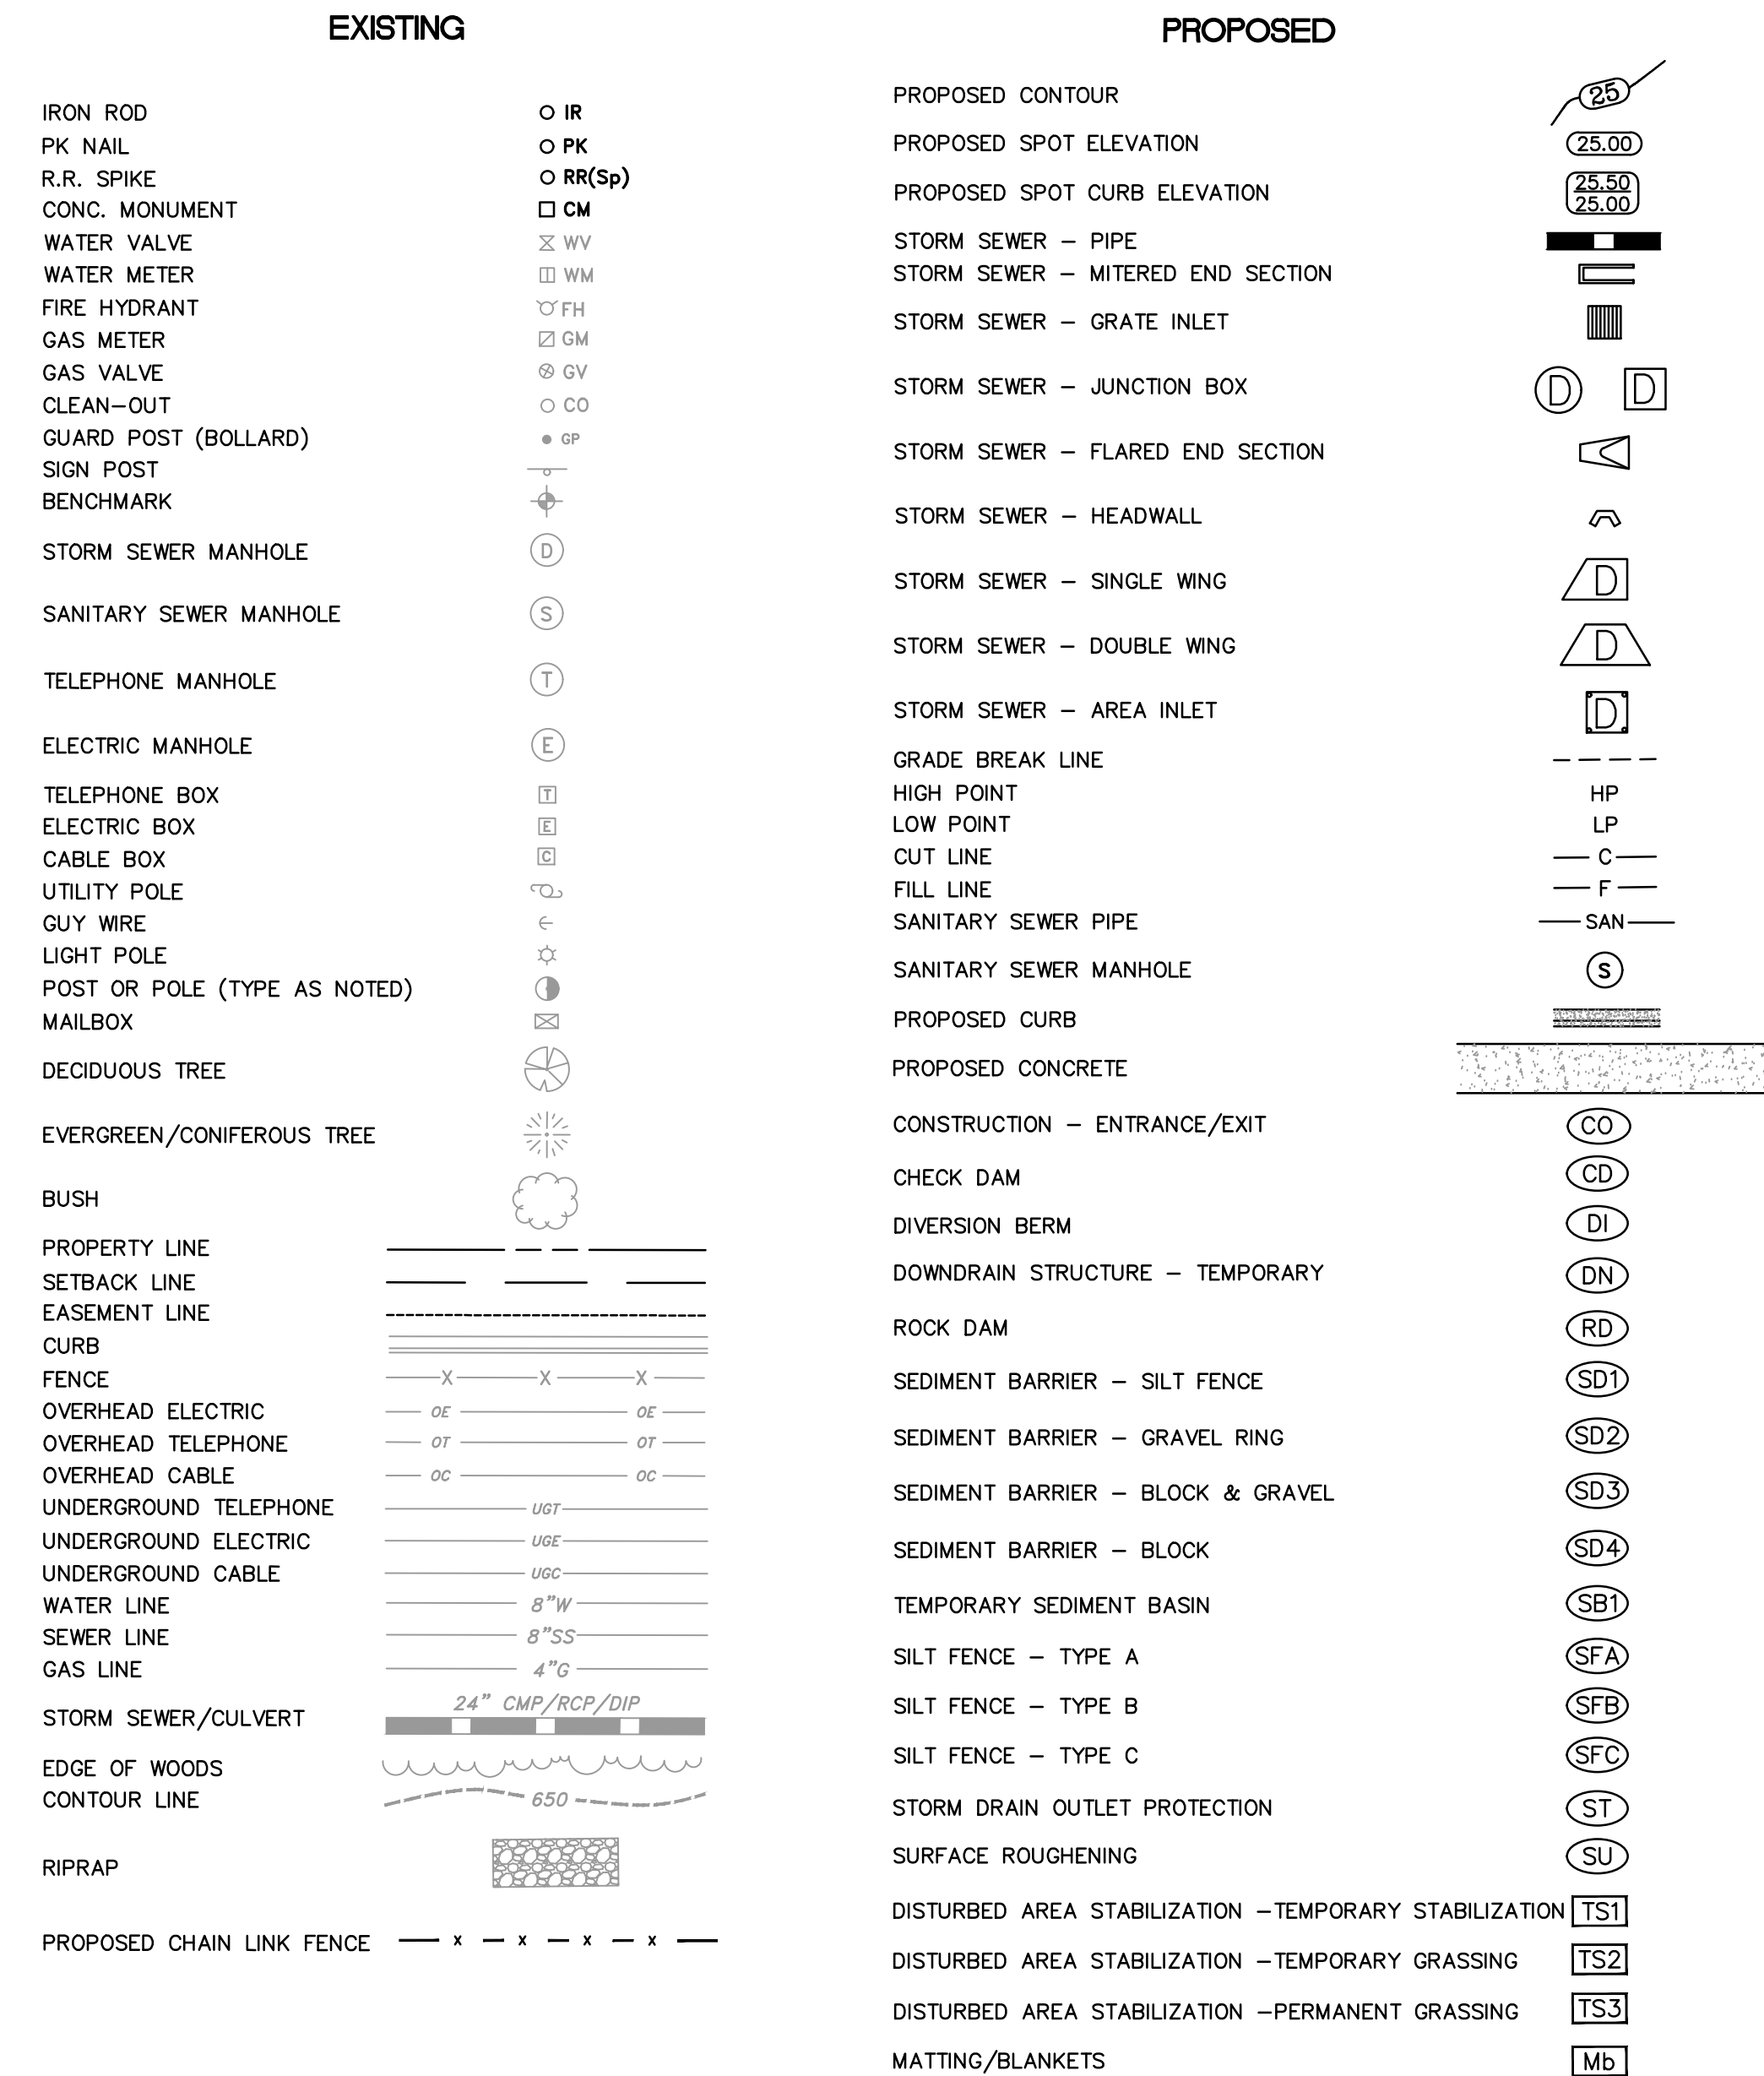 EXISTING
IRON ROD IR
PK NAIL PK
R.R. SPIKE RR(Sp)
CONC. MONUMENT CM
WATER VALVE WV
WATER METER WM
FIRE HYDRANT FH
GAS METER GM
GAS VALVE GV
CLEAN-OUT CO
GUARD POST (BOLLARD) GP
SIGN POST
BENCHMARK
STORM SEWER MANHOLE D
SANITARY SEWER MANHOLE S
TELEPHONE MANHOLE T
ELECTRIC MANHOLE E
TELEPHONE BOX T
ELECTRIC BOX E
CABLE BOX C
UTILITY POLE
GUY WIRE
LIGHT POLE
POST OR POLE (TYPE AS NOTED)
MAILBOX
DECIDUOUS TREE
EVERGREEN/CONIFEROUS TREE
BUSH
PROPERTY LINE
SETBACK LINE
EASEMENT LINE
CURB
FENCE X X X
OVERHEAD ELECTRIC OE OE
OVERHEAD TELEPHONE OT OT
OVERHEAD CABLE OC OC
UNDERGROUND TELEPHONE UGT
UNDERGROUND ELECTRIC UGE
UNDERGROUND CABLE UGC
WATER LINE 8"W
SEWER LINE 8"SS
GAS LINE 4"G
24" CMP/RCP/DIP
STORM SEWER/CULVERT
EDGE OF WOODS
CONTOUR LINE 650
RIPRAP
PROPOSED CHAIN LINK FENCE x x x x
PROPOSED
PROPOSED CONTOUR 25
PROPOSED SPOT ELEVATION 25.00
PROPOSED SPOT CURB ELEVATION 25.50
25.00
STORM SEWER - PIPE
STORM SEWER - MITERED END SECTION
STORM SEWER - GRATE INLET
STORM SEWER - JUNCTION BOX D D
STORM SEWER - FLARED END SECTION
STORM SEWER - HEADWALL
STORM SEWER - SINGLE WING D
STORM SEWER - DOUBLE WING D
STORM SEWER - AREA INLET D
GRADE BREAK LINE
HIGH POINT HP
LOW POINT LP
CUT LINE C
FILL LINE F
SANITARY SEWER PIPE SAN
SANITARY SEWER MANHOLE S
PROPOSED CURB
PROPOSED CONCRETE
CONSTRUCTION - ENTRANCE/EXIT CO
CHECK DAM CD
DIVERSION BERM DI
DOWNDRAIN STRUCTURE - TEMPORARY DN
ROCK DAM RD
SEDIMENT BARRIER - SILT FENCE SD1
SEDIMENT BARRIER - GRAVEL RING SD2
SEDIMENT BARRIER - BLOCK & GRAVEL SD3
SEDIMENT BARRIER - BLOCK SD4
TEMPORARY SEDIMENT BASIN SB1
SILT FENCE - TYPE A SFA
SILT FENCE - TYPE B SFB
SILT FENCE - TYPE C SFC
STORM DRAIN OUTLET PROTECTION ST
SURFACE ROUGHENING SU
DISTURBED AREA STABILIZATION -TEMPORARY STABILIZATION TS1
DISTURBED AREA STABILIZATION -TEMPORARY GRASSING TS2
DISTURBED AREA STABILIZATION -PERMANENT GRASSING TS3
MATTING/BLANKETS Mb